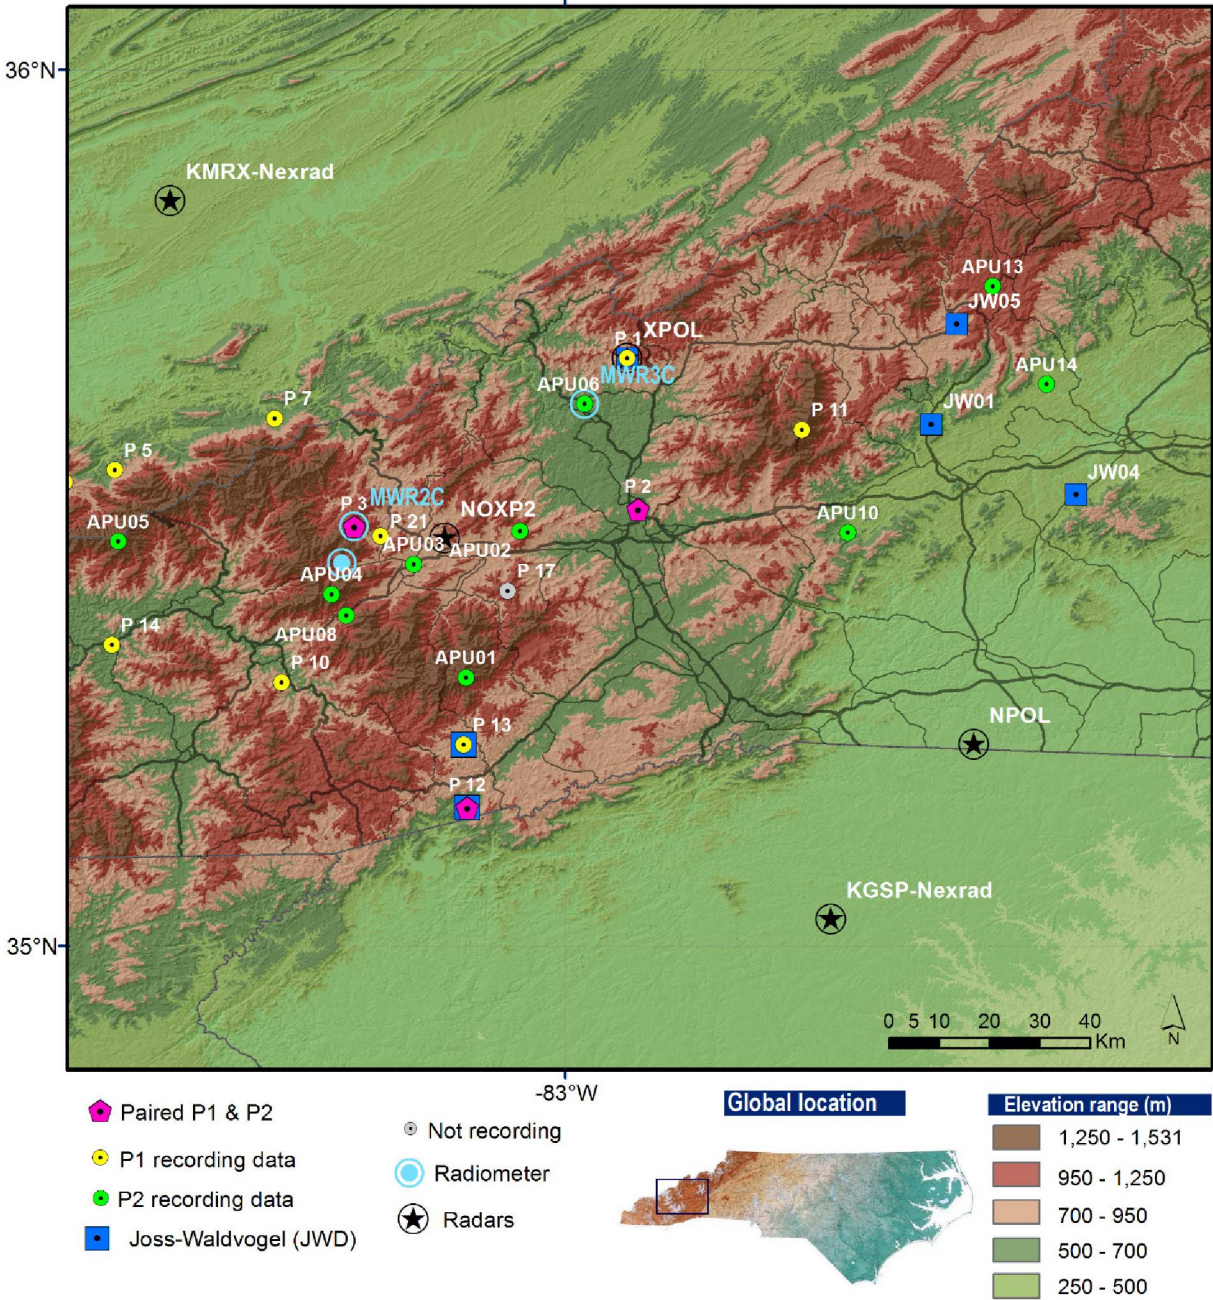 36°N
KMRX-Nexrad
APU13
JW05
XPOL
P 1
MWR3C
APU06
APU14
P 7
JW01
P 11
P 5
JW04
MWR2C
P 2
P 3
NOXP2
P 21
APU10
APU05
APU03
APU02
APU04
P 17
P 14
APU08
P 10
APU01
NPOL
P 13
P 12
KGSP-Nexrad
35°N
0 5 10 20 30 40
Km
N
-83°W
Paired P1 & P2
P1 recording data
P2 recording data
Joss-Waldvogel (JWD)
Not recording
Radiometer
Radars
Global location
Elevation range (m)
1,250 - 1,531
950 - 1,250
700 - 950
500 - 700
250 - 500